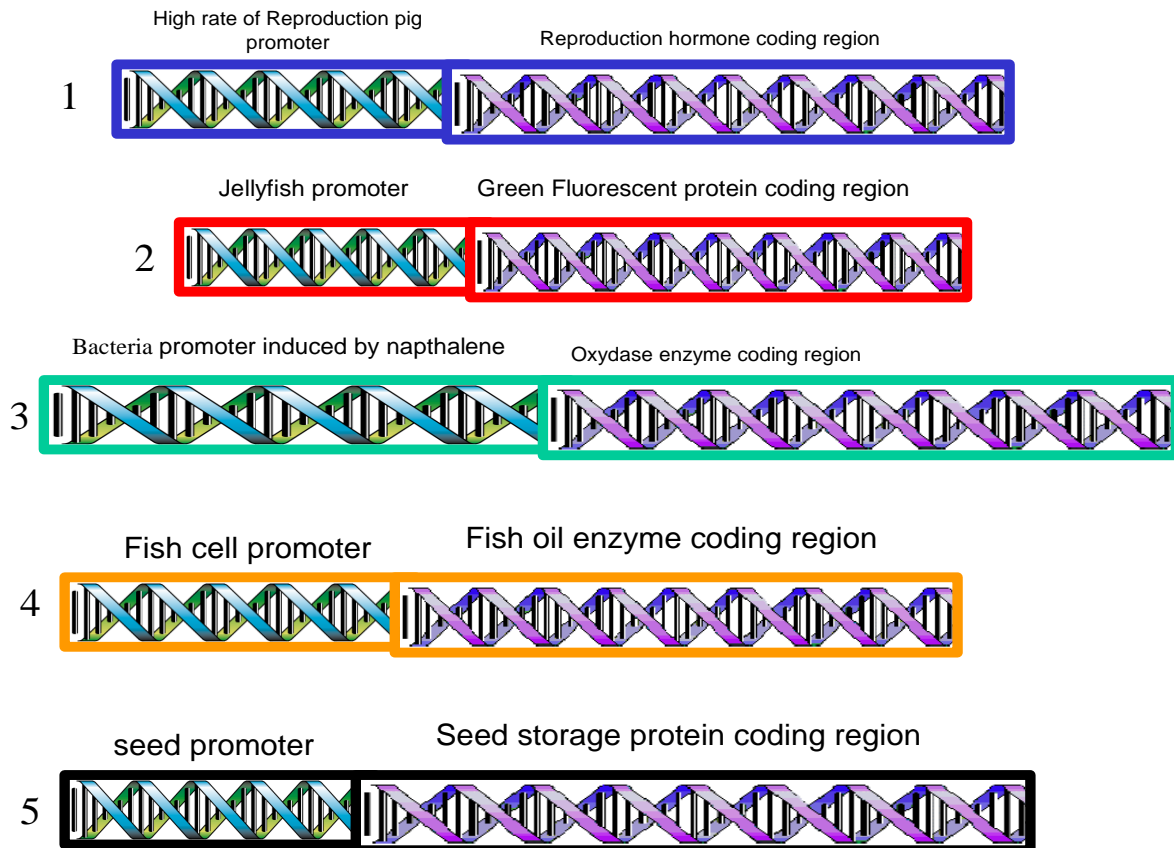 High rate of Reproduction pig
promoter
Reproduction hormone coding region
1
Jellyfish promoter
Green Fluorescent protein coding region
2
Bacteria promoter induced by napthalene
Oxydase enzyme coding region
3
Fish cell promoter
Fish oil enzyme coding region
4
seed promoter
Seed storage protein coding region
5